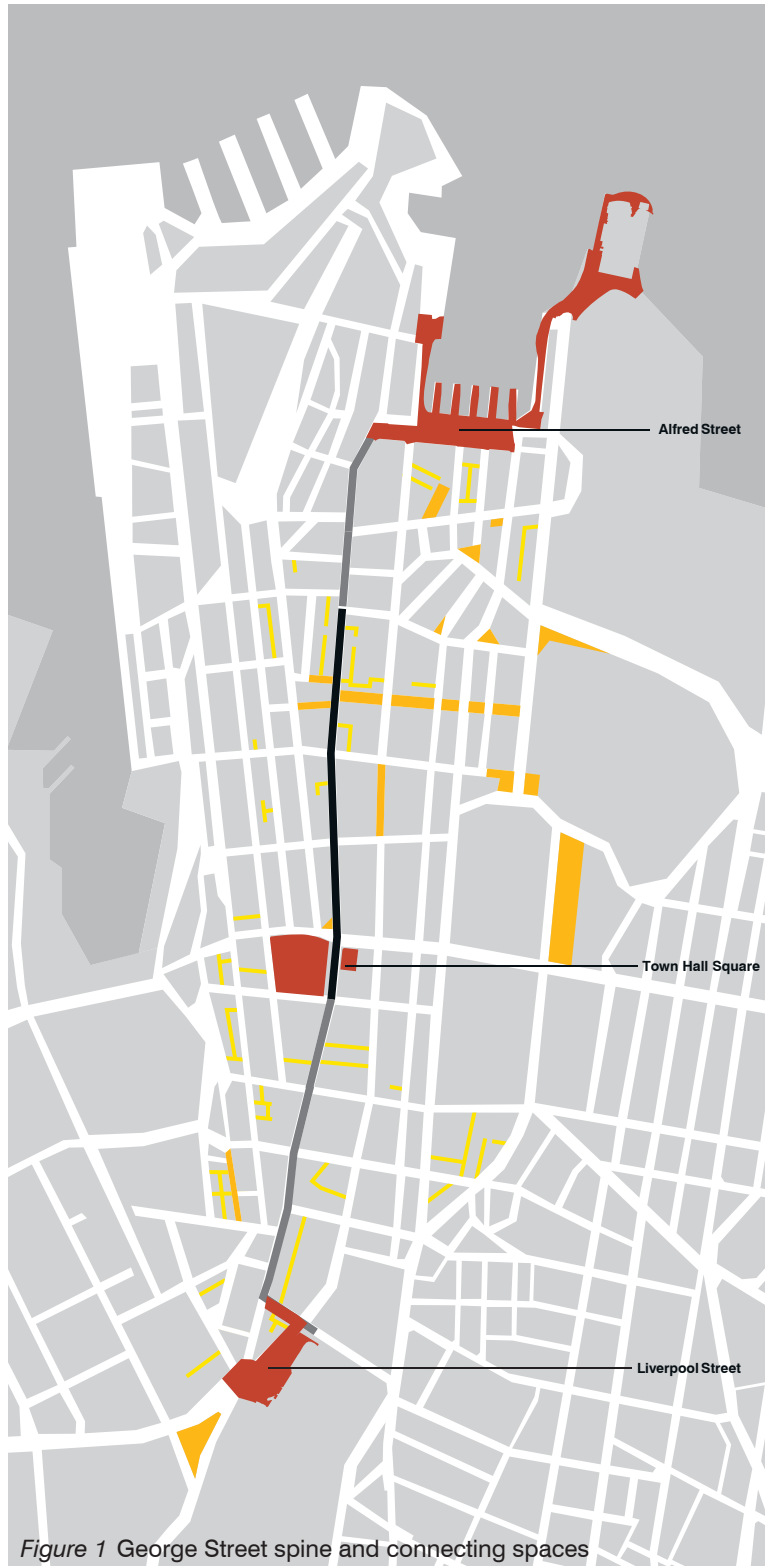 Alfred Street
Town Hall Square
Liverpool Street
Figure 1 George Street spine and connecting spaces